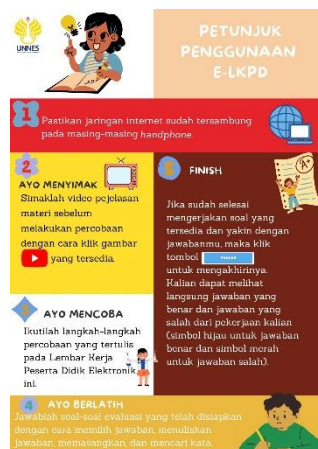 UNNES
PETUNJUK
PENGGUNAAN
E-LKPD
1
Pastikan jaringan internet sudah tersambung
pada masing-masing handphone.
2
AYO MENYIMAK
Simaklah video pejelasan
materi sebelum
melakukan percobaan
dengan cara klik gambar
yang tersedia.
3
AYO MENCOBA
Ikutilah langkah-langkah
percobaan yang tertulis
pada Lembar Kerja
Peserta Didik Elektronik
ini.
4
AYO BERLATIH
Jawablah soal-soal evaluasi yang telah disiapkan
dengan cara memilih jawaban, menuliskan
jawaban, memasangkan, dan mencari kata.
5
FINISH
Jika sudah selesai
mengerjakan soal yang
tersedia dan yakin dengan
jawabanmu, maka klik
tombol
untuk mengakhirinya.
Kalian dapat melihat
langsung jawaban yang
benar dan jawaban yang
salah dari pekerjaan kalian
(simbol hijau untuk jawaban
benar dan simbol merah
untuk jawaban salah).
A+